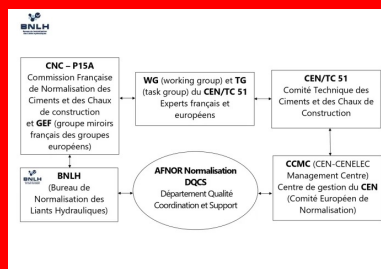 BNLH
CNC – P15A
Commission Française
de Normalisation des
Ciments et des Chaux
de construction
et GEF (groupe miroirs
français des groupes
européens)
WG (working group) et TG
(task group) du CEN/TC 51
Experts français et
européens
CEN/TC 51
Comité Technique des
Ciments et des Chaux de
Construction
BNLH
BNLH
(Bureau de
Normalisation des
Liants Hydrauliques)
AFNOR Normalisation
DQCS
Département Qualité
Coordination et Support
CCMC (CEN-CENELEC
Management Centre)
Centre de gestion du CEN
(Comité Européen de
Normalisation)